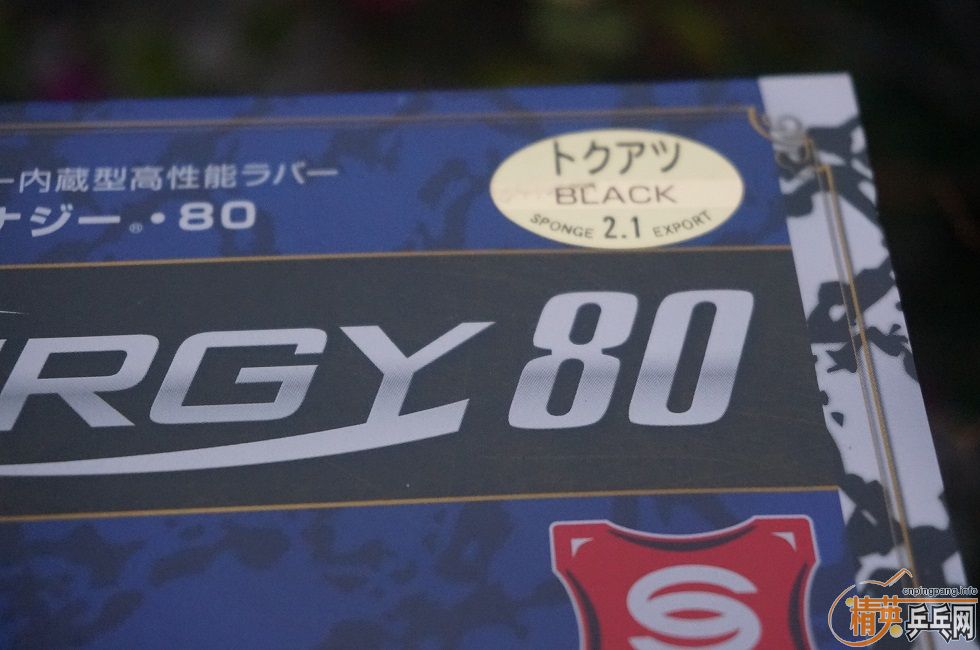 ー内蔵型高性能ラバー
ナジー®・80
トクアツ
BLACK
SPONGE 2.1 EXPORT
ERGY 80
cnpingpang.info
精英乒乓网